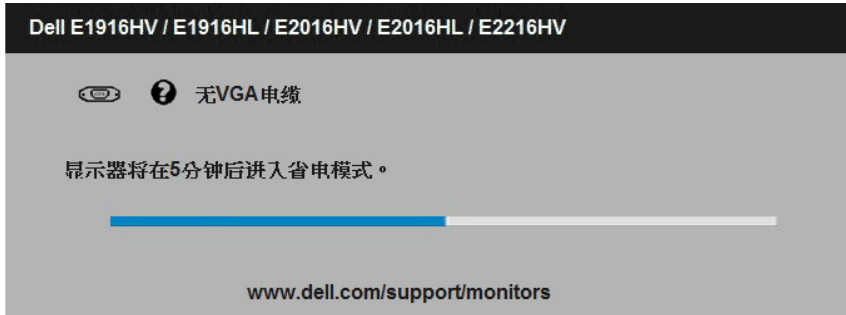 Dell E1916HV / E1916HL / E2016HV / E2016HL / E2216HV
无VGA电缆
显示器将在5分钟后进入省电模式。
www.dell.com/support/monitors